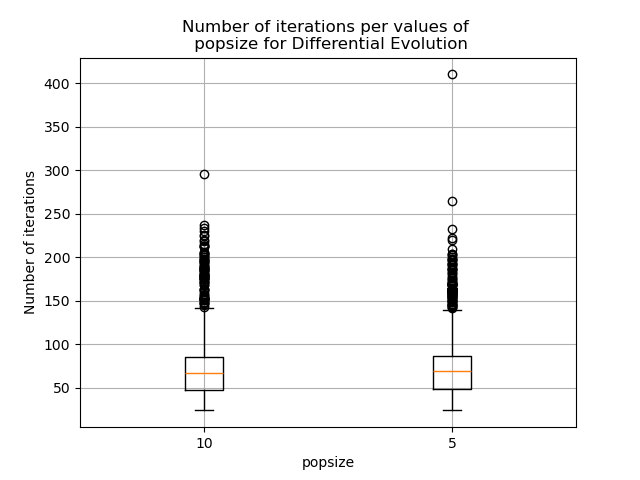 Number of iterations per values of
popsize for Differential Evolution
400
350
300
250
200
150
100
50
Number of iterations
10
5
popsize